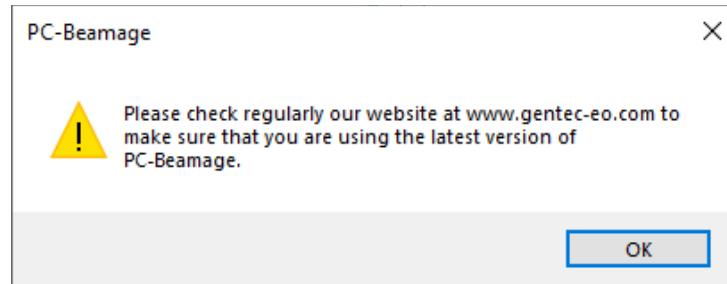 PC-Beamage
Please check regularly our website at www.gentec-eo.com to
make sure that you are using the latest version of
PC-Beamage.
OK